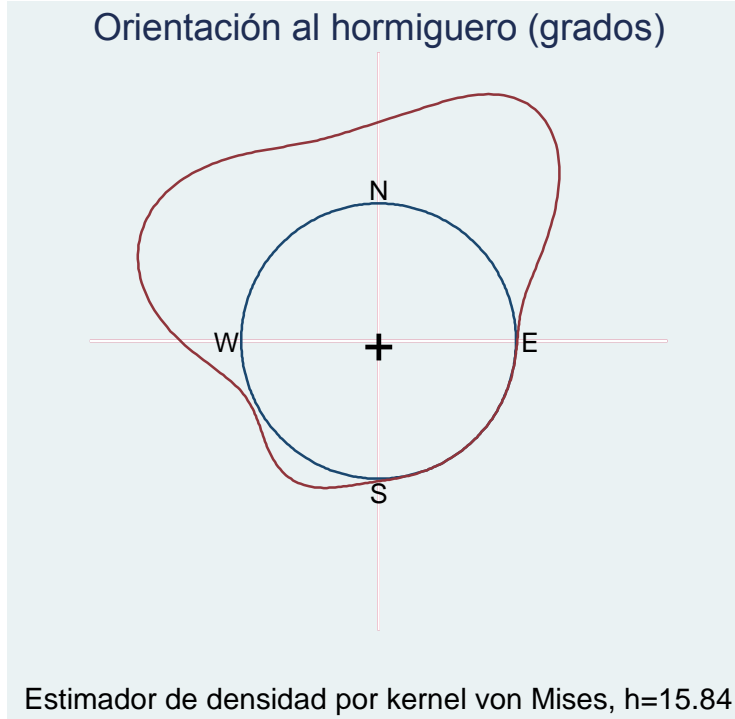 Orientación al hormiguero (grados)
N
W
E
S
Estimador de densidad por kernel von Mises, h=15.84